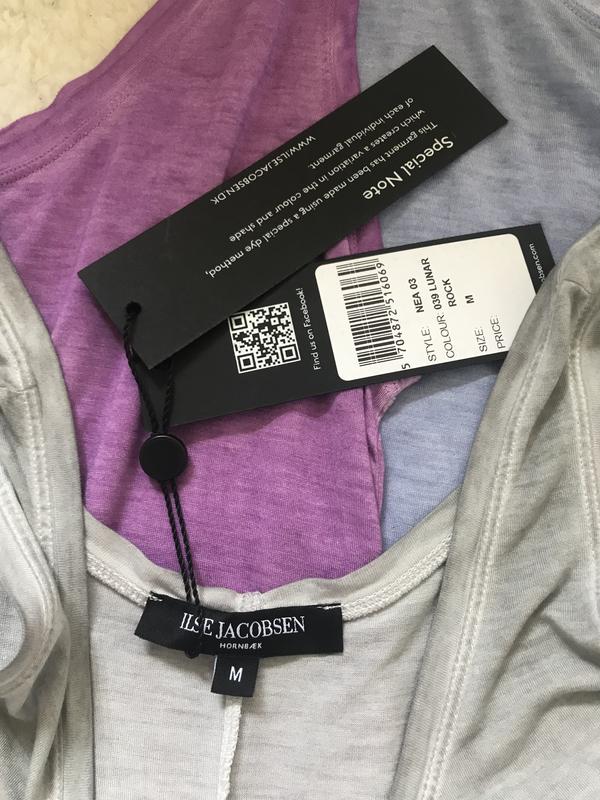 Special Note
This garment has been made using a special dye method,
which creates a variation in the colour and shade
of each individual garment.
WWW.ILSEJACOBSEN.DK
Find us on Facebook!
5 704872 516069
STYLE: NEA 03
COLOUR: 039 LUNAR
ROCK
SIZE: M
PRICE:
obsen.com
ILSE JACOBSEN
HORNBÆK
M